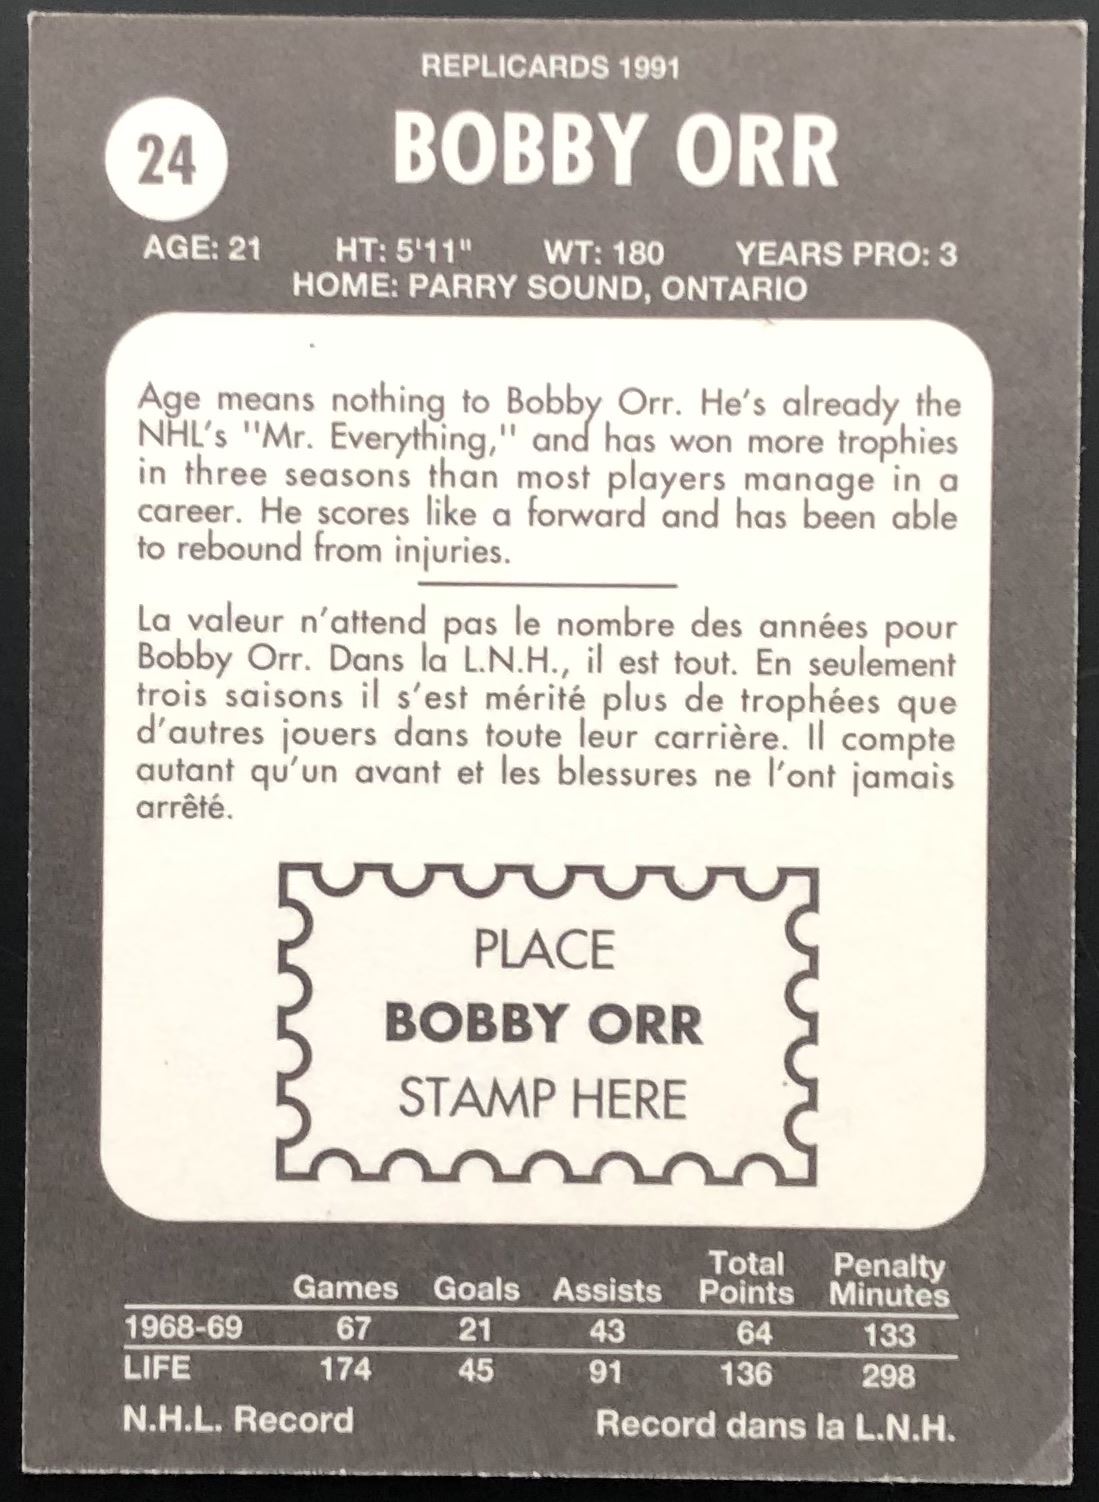 REPLICARDS 1991
24
BOBBY ORR
AGE: 21 HT: 5'11" WT: 180 YEARS PRO: 3
HOME: PARRY SOUND, ONTARIO
Age means nothing to Bobby Orr. He's already the
NHL's "Mr. Everything," and has won more trophies
in three seasons than most players manage in a
career. He scores like a forward and has been able
to rebound from injuries.
La valeur n'attend pas le nombre des années pour
Bobby Orr. Dans la L.N.H., il est tout. En seulement
trois saisons il s'est mérité plus de trophées que
d'autres jouers dans toute leur carrière. Il compte
autant qu'un avant et les blessures ne l'ont jamais
arrêté.
PLACE
BOBBY ORR
STAMP HERE
Games Goals Assists Total Points Penalty Minutes
1968-69 67 21 43 64 133
LIFE 174 45 91 136 298
N.H.L. Record Record dans la L.N.H.